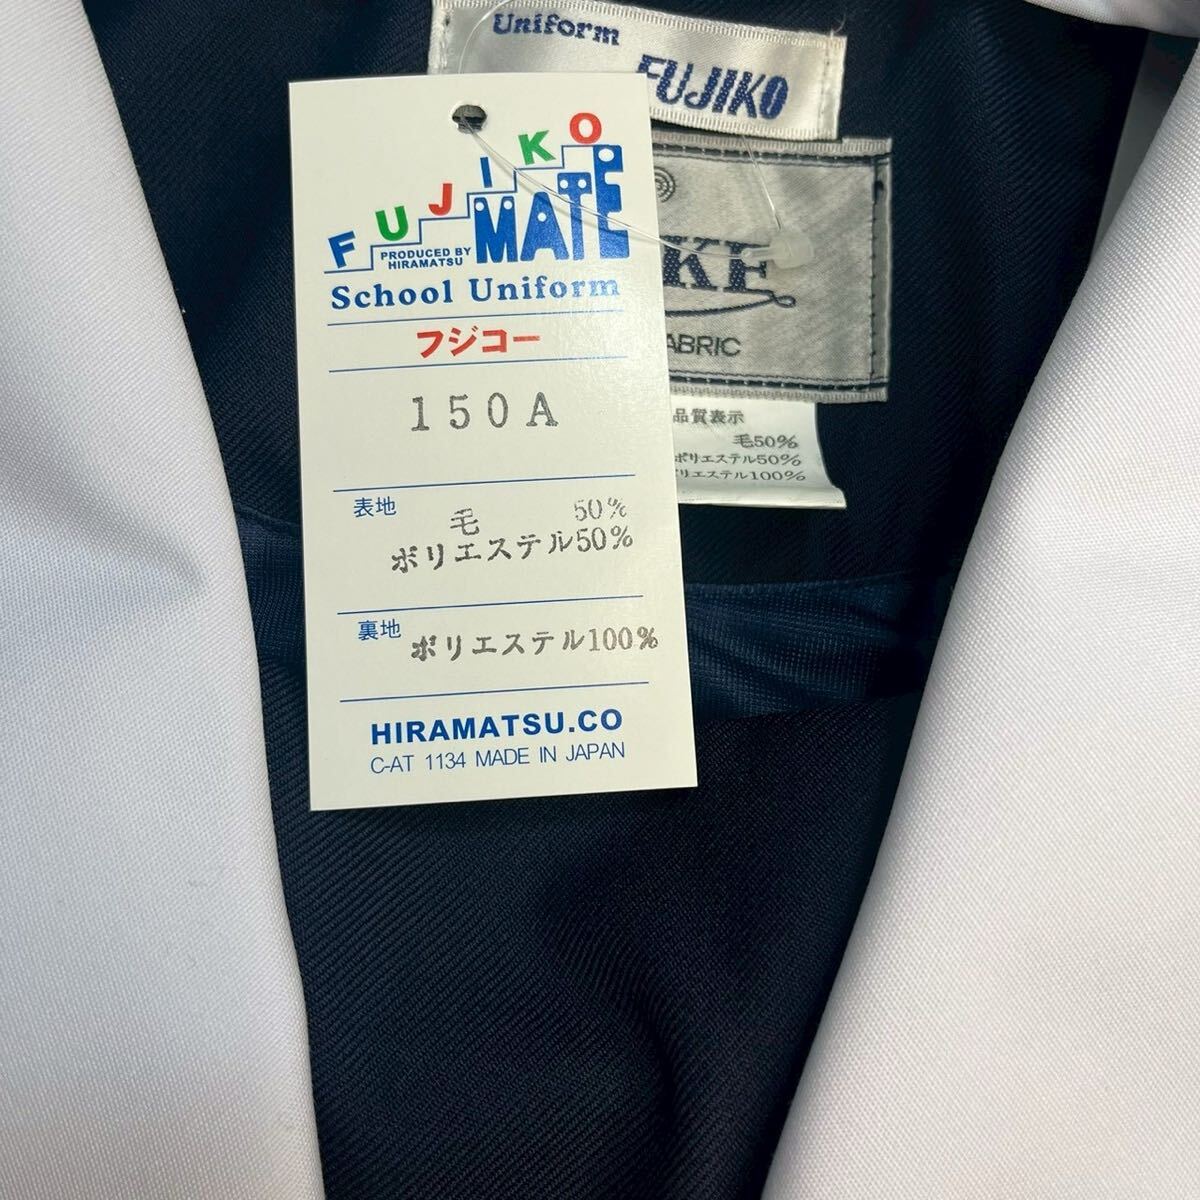 Uniform
FUJIKO
FUJIKO
MATE
PRODUCED BY
HIRAMATSU
School Uniform
フジコー
150A
表地 毛 50%
ポリエステル50%
裏地 ポリエステル100%
HIRAMATSU.CO
C-AT 1134 MADE IN JAPAN
品質表示
毛50%
ポリエステル50%
リエステル100%